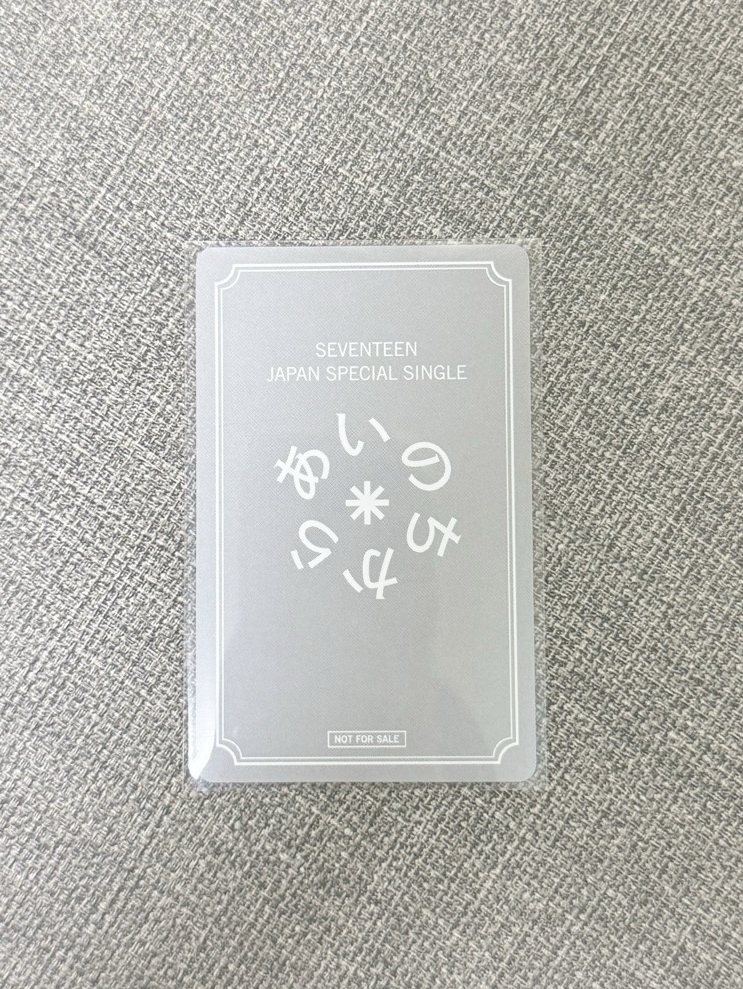 SEVENTEEN
JAPAN SPECIAL SINGLE
あいのちから
NOT FOR SALE